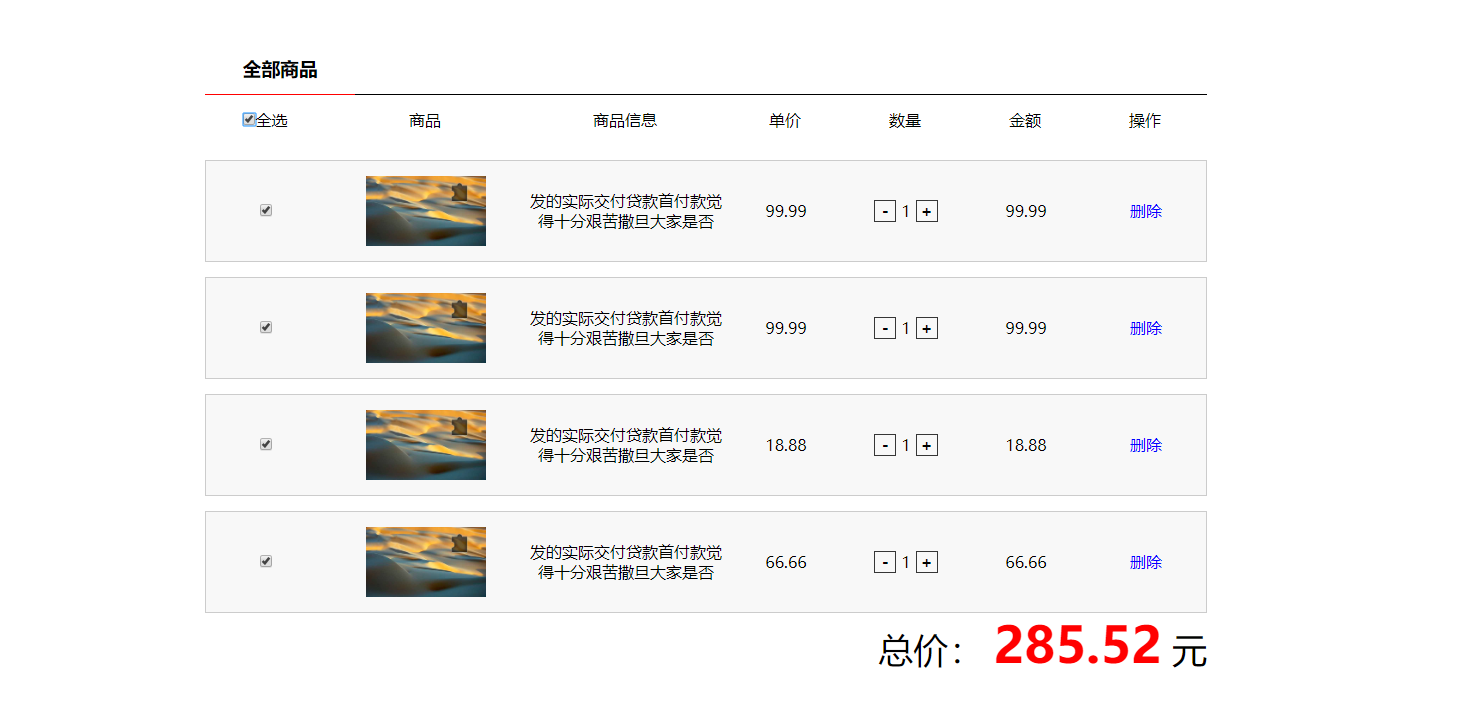 全部商品
全选 商品 商品信息 单价 数量 金额 操作
发的实际交付贷款首付款觉
得十分艰苦撒旦大家是否
99.99 - 1 + 99.99 删除
发的实际交付贷款首付款觉
得十分艰苦撒旦大家是否
99.99 - 1 + 99.99 删除
发的实际交付贷款首付款觉
得十分艰苦撒旦大家是否
18.88 - 1 + 18.88 删除
发的实际交付贷款首付款觉
得十分艰苦撒旦大家是否
66.66 - 1 + 66.66 删除
总价： 285.52 元